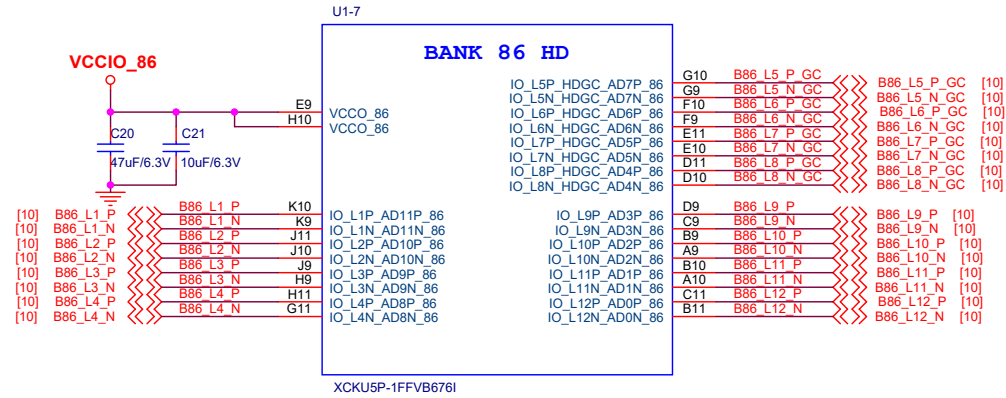 U1-7
BANK 86 HD
VCCIO_86
E9 VCCO_86
H10 VCCO_86
C20 C21
47uF/6.3V 10uF/6.3V
G10 B86_L5_P_GC IO_L5P_HDGC_AD7P_86 B86_L5_P_GC [10]
G9 B86_L5_N_GC IO_L5N_HDGC_AD7N_86 B86_L5_N_GC [10]
F10 B86_L6_P_GC IO_L6P_HDGC_AD6P_86 B86_L6_P_GC [10]
F9 B86_L6_N_GC IO_L6N_HDGC_AD6N_86 B86_L6_N_GC [10]
E11 B86_L7_P_GC IO_L7P_HDGC_AD5P_86 B86_L7_P_GC [10]
E10 B86_L7_N_GC IO_L7N_HDGC_AD5N_86 B86_L7_N_GC [10]
D11 B86_L8_P_GC IO_L8P_HDGC_AD4P_86 B86_L8_P_GC [10]
D10 B86_L8_N_GC IO_L8N_HDGC_AD4N_86 B86_L8_N_GC [10]
[10] B86_L1_P B86_L1_P K10 IO_L1P_AD11P_86
[10] B86_L1_N B86_L1_N K9 IO_L1N_AD11N_86
[10] B86_L2_P B86_L2_P J11 IO_L2P_AD10P_86
[10] B86_L2_N B86_L2_N J10 IO_L2N_AD10N_86
[10] B86_L3_P B86_L3_P J9 IO_L3P_AD9P_86
[10] B86_L3_N B86_L3_N H9 IO_L3N_AD9N_86
[10] B86_L4_P B86_L4_P H11 IO_L4P_AD8P_86
[10] B86_L4_N B86_L4_N G11 IO_L4N_AD8N_86
IO_L9P_AD3P_86 D9 B86_L9_P B86_L9_P [10]
IO_L9N_AD3N_86 C9 B86_L9_N B86_L9_N [10]
IO_L10P_AD2P_86 B9 B86_L10_P B86_L10_P [10]
IO_L10N_AD2N_86 A9 B86_L10_N B86_L10_N [10]
IO_L11P_AD1P_86 B10 B86_L11_P B86_L11_P [10]
IO_L11N_AD1N_86 A10 B86_L11_N B86_L11_N [10]
IO_L12P_AD0P_86 C11 B86_L12_P B86_L12_P [10]
IO_L12N_AD0N_86 B11 B86_L12_N B86_L12_N [10]
XCKU5P-1FFVB676I